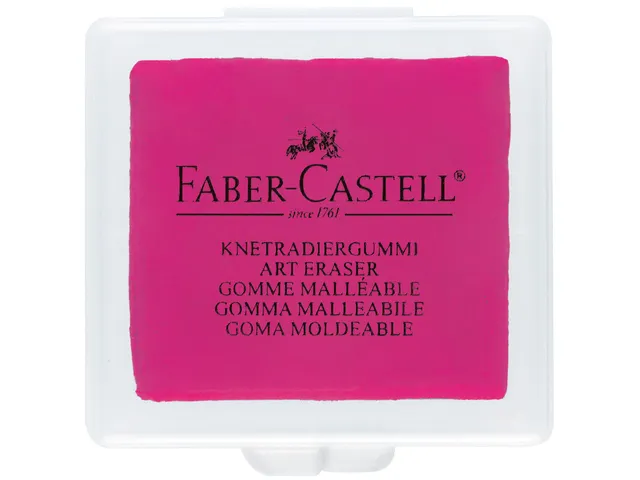 FABER-CASTELL®
since 1761
KNETRADIERGUMMI
ART ERASER
GOMME MALLÉABLE
GOMMA MALLEABILE
GOMA MOLDEABLE